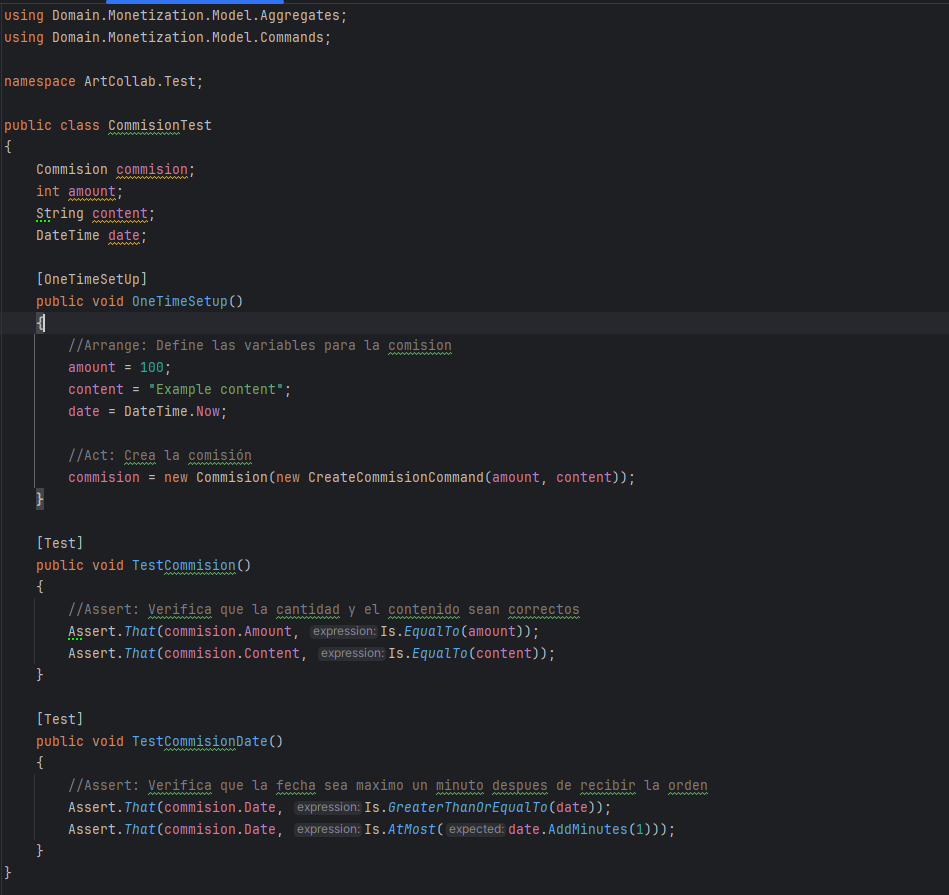 using Domain.Monetization.Model.Aggregates;
using Domain.Monetization.Model.Commands;
namespace ArtCollab.Test;
public class CommisionTest
{
    Commision commision;
    int amount;
    String content;
    DateTime date;
    [OneTimeSetUp]
    public void OneTimeSetup()
    {
        //Arrange: Define las variables para la comision
        amount = 100;
        content = "Example content";
        date = DateTime.Now;
        //Act: Crea la comisión
        commision = new Commision(new CreateCommisionCommand(amount, content));
    }
    [Test]
    public void TestCommision()
    {
        //Assert: Verifica que la cantidad y el contenido sean correctos
        Assert.That(commision.Amount, expression: Is.EqualTo(amount));
        Assert.That(commision.Content, expression: Is.EqualTo(content));
    }
    [Test]
    public void TestCommisionDate()
    {
        //Assert: Verifica que la fecha sea maximo un minuto despues de recibir la orden
        Assert.That(commision.Date, expression: Is.GreaterThanOrEqualTo(date));
        Assert.That(commision.Date, expression: Is.AtMost( expected: date.AddMinutes(1)));
    }
}